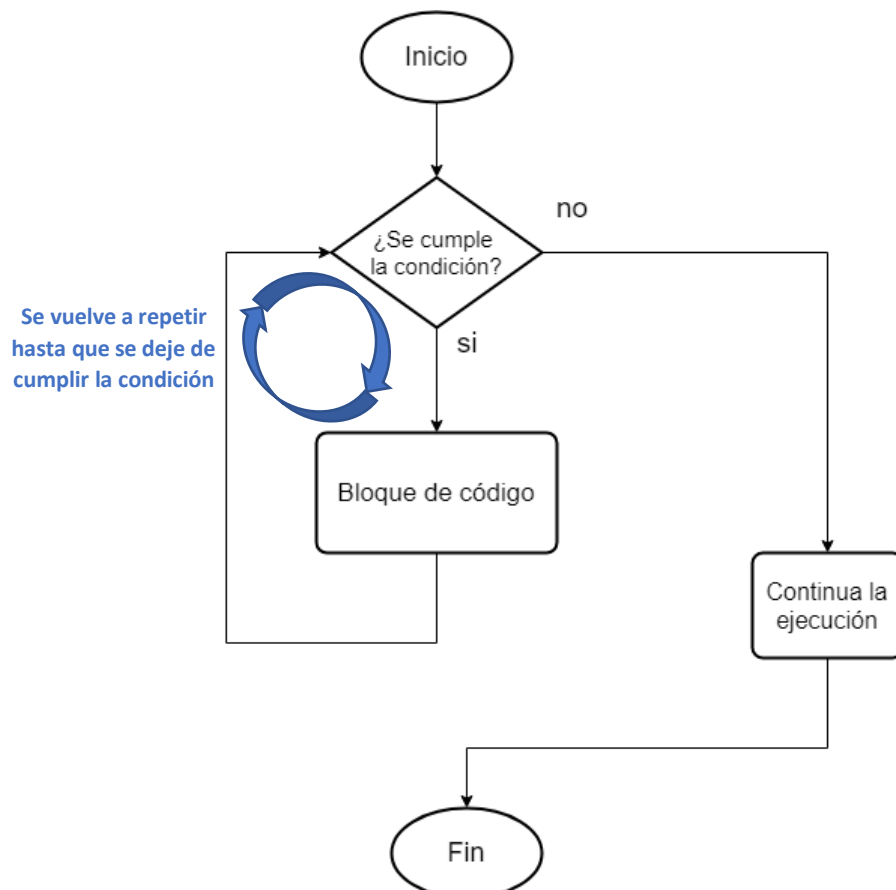 Inicio
¿Se cumple
la condición?
no
si
Se vuelve a repetir
hasta que se deje de
cumplir la condición
Bloque de código
Continua la
ejecución
Fin